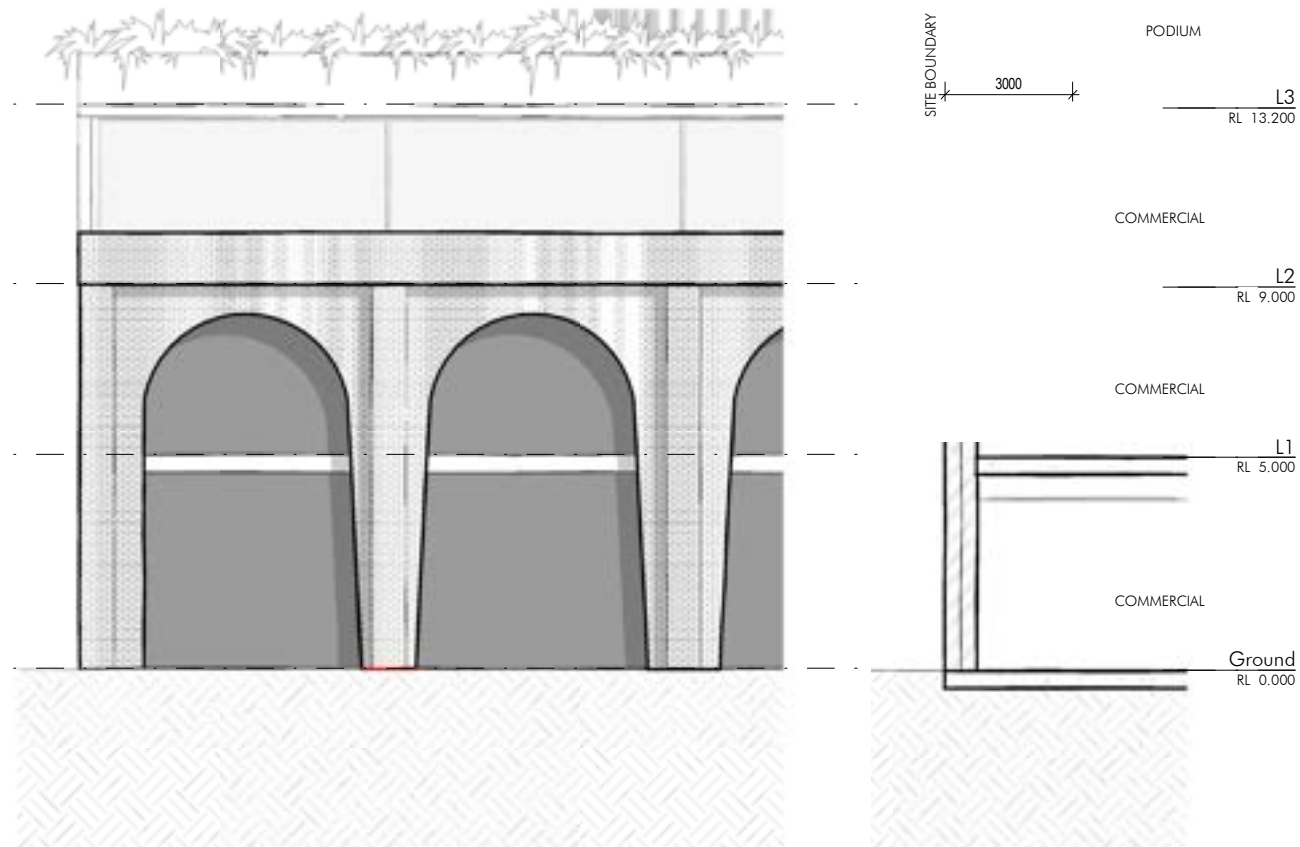 SITE BOUNDARY
PODIUM
3000
L3
RL 13.200
COMMERCIAL
L2
RL 9.000
COMMERCIAL
L1
RL 5.000
COMMERCIAL
Ground
RL 0.000